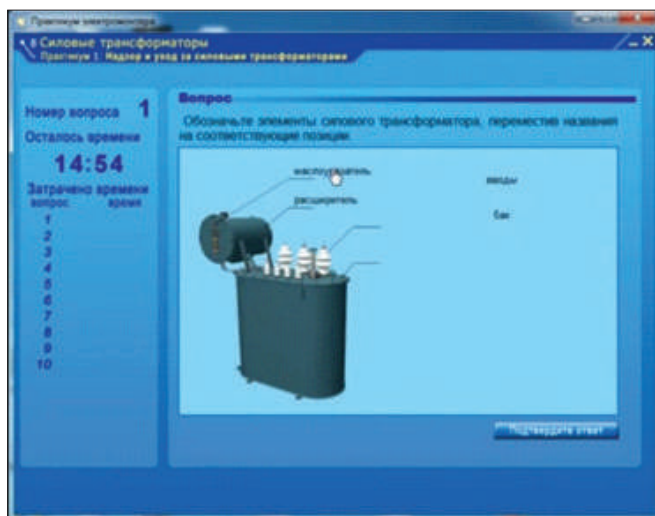 Практикум электромонтера
8 Силовые трансформаторы
Практикум 1. Надзор и уход за силовыми трансформаторами
Номер вопроса 1
Осталось времени
14:54
Затрачено времени
вопрос время
1
2
3
4
5
6
7
8
9
10
Вопрос
Обозначьте элементы силового трансформатора, переместив названия
на соответствующие позиции.
маслоуказатель
расширитель
вводы
бак
Подтвердите ответ